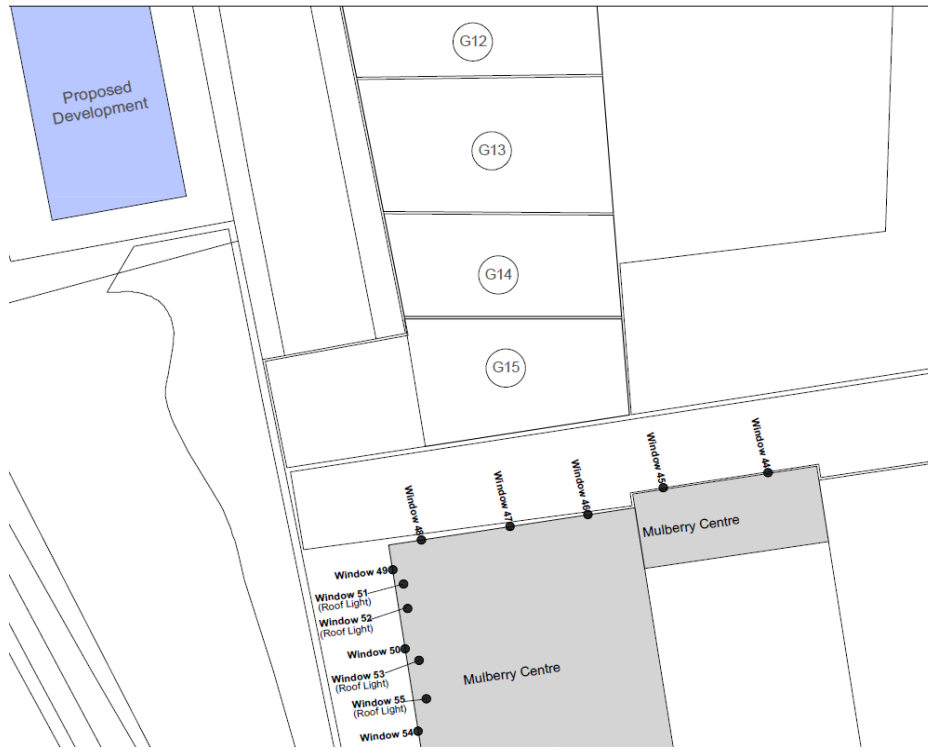 G12
Proposed
Development
G13
G14
G15
Window 44
Window 45
Window 46
Window 47
Window 48
Mulberry Centre
Window 49
Window 51
(Roof Light)
Window 52
(Roof Light)
Window 50
Window 53
(Roof Light)
Mulberry Centre
Window 55
(Roof Light)
Window 54